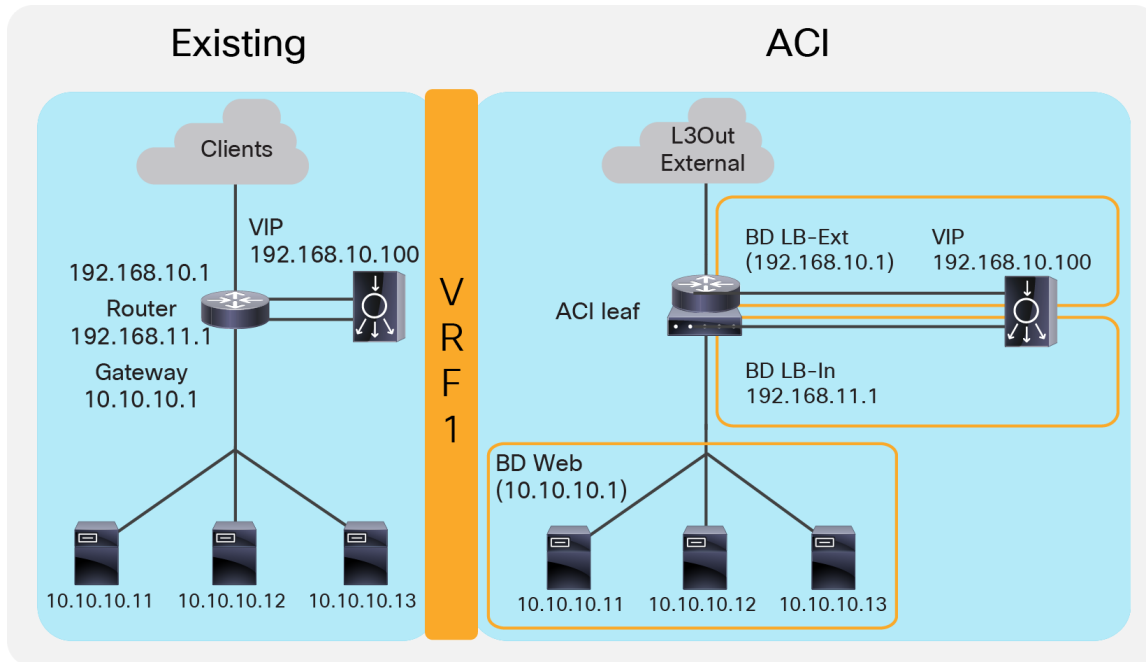 Existing
ACI
Clients
VIP
192.168.10.100
192.168.10.1
Router
192.168.11.1
Gateway
10.10.10.1
10.10.10.11
10.10.10.12
10.10.10.13
V
R
F
1
L3Out
External
BD LB-Ext
(192.168.10.1)
VIP
192.168.10.100
ACI leaf
BD LB-In
192.168.11.1
BD Web
(10.10.10.1)
10.10.10.11
10.10.10.12
10.10.10.13